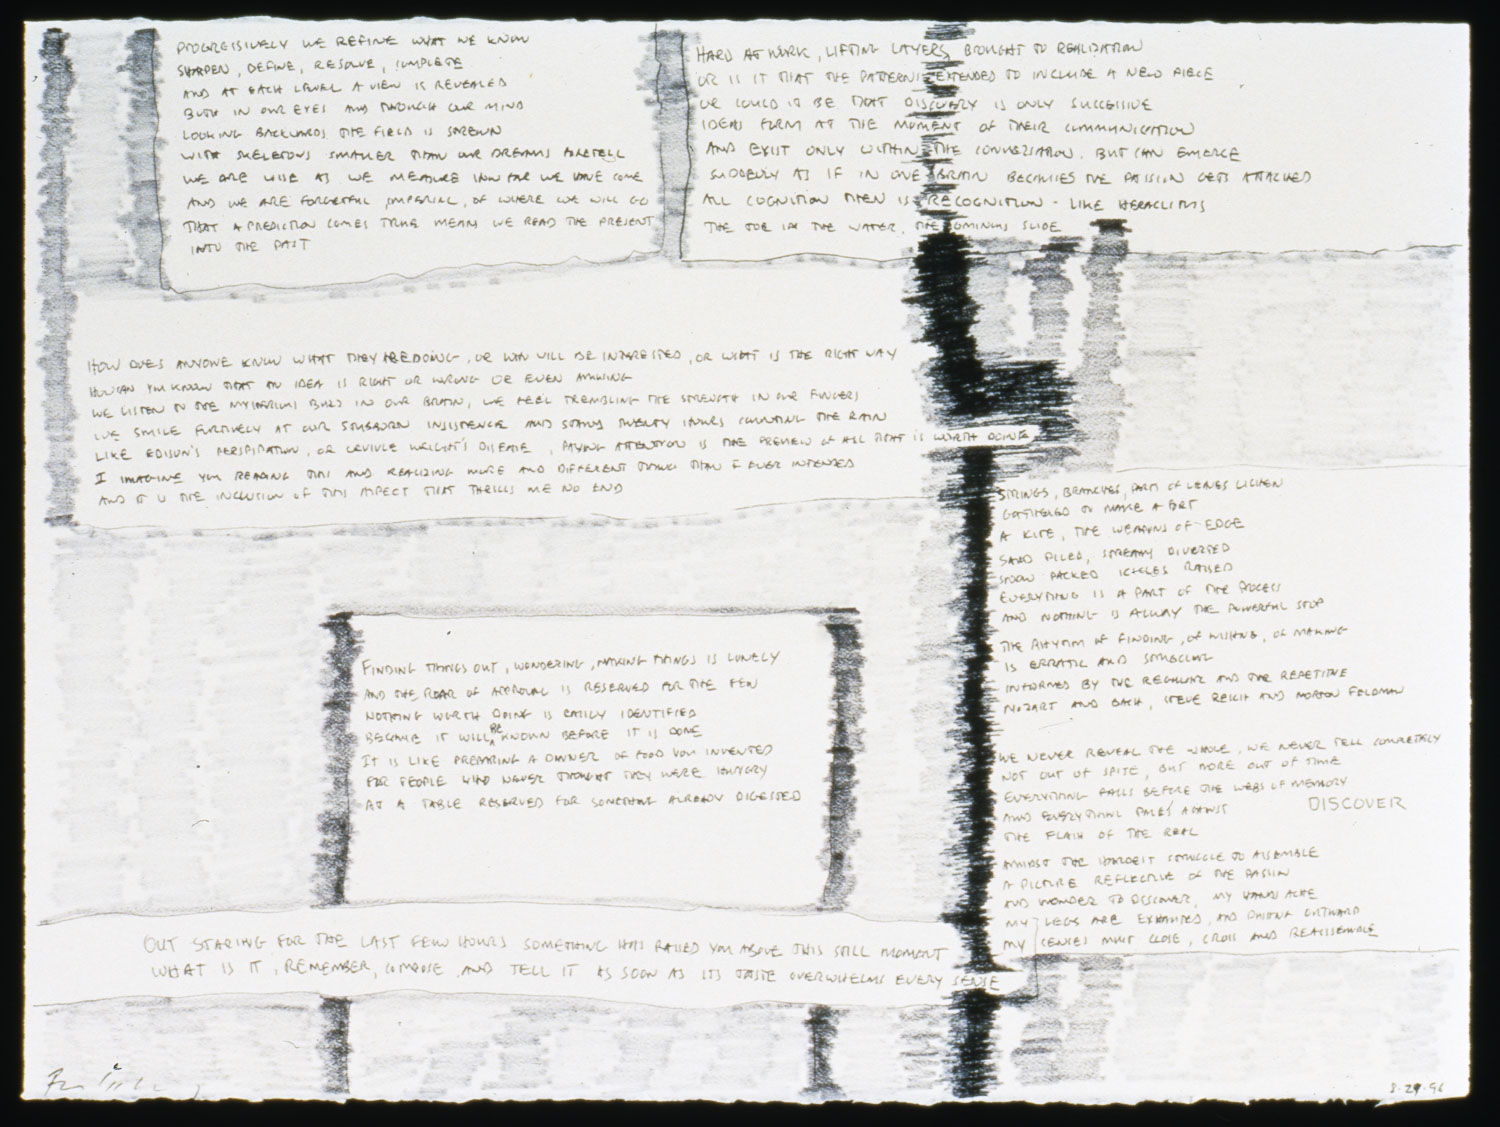 PROGRESSIVELY WE REFINE WHAT WE KNOW
SHARPEN, DEFINE, RESOLVE, COMPLETE
AND AT EACH LEVEL A VIEW IS REVEALED
BOTH IN OUR EYES AND THROUGH OUR MIND
LOOKING BACKWARDS THE FIELD IS STREWN
WITH SKELETONS SMALLER THAN OUR DREAMS FORETELL
WE ARE WISE AS WE MEASURE HOW FAR WE HAVE COME
AND WE ARE FORGETFUL IMPERIAL, OF WHERE WE WILL GO
THAT A PREDICTION COMES TRUE MEANS WE READ THE PRESENT
INTO THE PAST
HARD AT WORK, LIFTING LAYERS BROUGHT TO REALIZATION
OR IS IT THAT THE PATTERN IS EXTENDED TO INCLUDE A NEW PIECE
OR COULD IT BE THAT DISCOVERY IS ONLY SUCCESSIVE
IDEAS FORM AT THE MOMENT OF THEIR COMMUNICATION
AND EXIST ONLY WITHIN THE CONVERSATION. BUT CAN EMERGE
SUDDENLY AS IF IN ONE BRAIN BECAUSE THE PASSION GETS ATTACHED
ALL COGNITION THEN IS RECOGNITION - LIKE HERACLITUS
THE TOE IN THE WATER, THE OMINOUS SLIDE
HOW DOES ANYONE KNOW WHAT THEY ARE DOING, OR WHO WILL BE INTERESTED, OR WHAT IS THE RIGHT WAY
HOW CAN YOU KNOW THAT AN IDEA IS RIGHT OR WRONG OR EVEN AMUSING
WE LISTEN TO THE MYSTERIOUS BUZZ IN OUR BRAIN, WE FEEL TREMBLING THE STRENGTH IN OUR FINGERS
WE SMILE FURTIVELY AT OUR STUBBORN INSISTENCE AND STAYING TWENTY HOURS COUNTING THE RAIN
LIKE EDISON'S PERSPIRATION, OR ORVILLE WRIGHT'S DISEASE, PAYING ATTENTION IS THE PREVIEW OF ALL THAT IS WORTH DOING
I IMAGINE YOU READING THIS AND REALIZING MORE AND DIFFERENT THINGS THAN I EVER INTENDED
AND IT IS THE INCLUSION OF THIS ASPECT THAT THRILLS ME NO END
STRINGS, BRANCHES, PARTS OF LEAVES LICHEN
GATHERED TO MAKE A FORT
A KITE, THE WEAPONS OF EDGE
SAND PILED, STREAMS DIVERTED
SNOW PACKED ICICLES RAISED
EVERYTHING IS A PART OF THE PROCESS
AND NOTHING IS ALWAYS THE POWERFUL STOP
THE RHYTHM OF FINDING, OF WISHING, OF MAKING
IS ERRATIC AND STRUGGLING
INFORMED BY THE REGULAR AND THE REPETITIVE
MOZART AND BACH, STEVE REICH AND MORTON FELDMAN
FINDING THINGS OUT, WONDERING, MAKING THINGS IS LONELY
AND THE ROAR OF APPROVAL IS RESERVED FOR THE FEW
NOTHING WORTH DOING IS EASILY IDENTIFIED
BECAUSE IT WILL BE KNOWN BEFORE IT IS DONE
IT IS LIKE PREPARING A DINNER OF FOOD YOU INVENTED
FOR PEOPLE WHO NEVER THOUGHT THEY WERE HUNGRY
AT A TABLE RESERVED FOR SOMETHING ALREADY DIGESTED
WE NEVER REVEAL THE WHOLE, WE NEVER TELL COMPLETELY
NOT OUT OF SPITE, BUT MORE OUT OF TIME
EVERYTHING FALLS BEFORE THE WEBS OF MEMORY
AND EVERYTHING PALES AGAINST
THE FLASH OF THE REAL
DISCOVER
AMIDST THE HARDEST STRUGGLE TO ASSEMBLE
A PICTURE REFLECTIVE OF THE PASSION
AND WONDER TO DISCOVER, MY HANDS ACHE
MY LEGS ARE EXHAUSTED, AND OUTWARD
MY SENSES MUST CLOSE, CROSS AND REASSEMBLE
OUT STARING FOR THE LAST FEW HOURS SOMETHING HAS RAISED YOU ABOVE THIS STILL MOMENT
WHAT IS IT, REMEMBER, COMPOSE, AND TELL IT AS SOON AS ITS TASTE OVERWHELMS EVERY SENSE
8·29·96